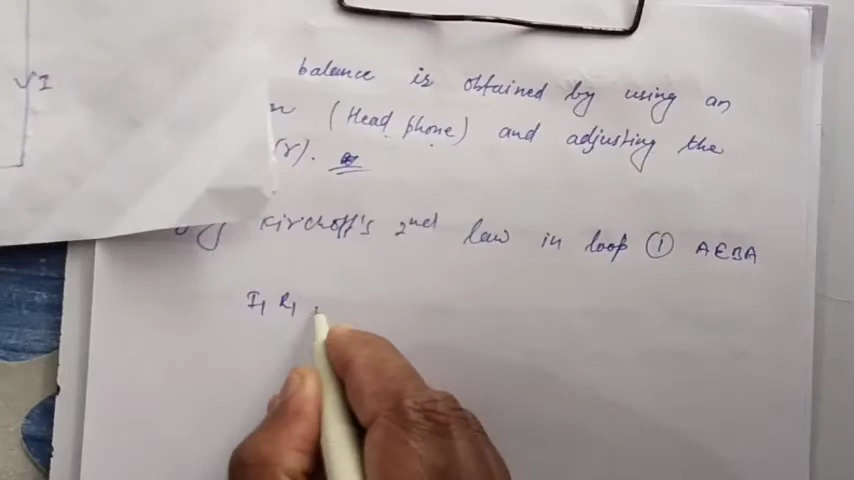 √I
balance is obtained by using an
(Head phone) and adjusting the
(r).
Kirchoff's 2nd law in loop ① AEBA
I₁ R₁